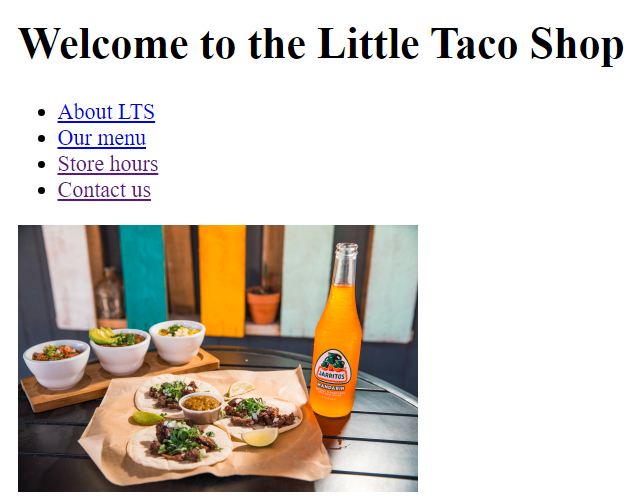 Welcome to the Little Taco Shop
About LTS
Our menu
Store hours
Contact us
JARRITOS
MANDARIN